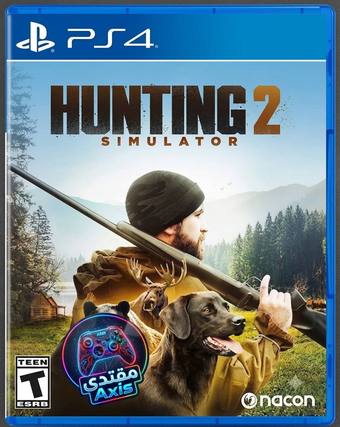 PS4
HUNTING 2
SIMULATOR
TEEN
T
ESRB
مقتدى
Axis
nacon